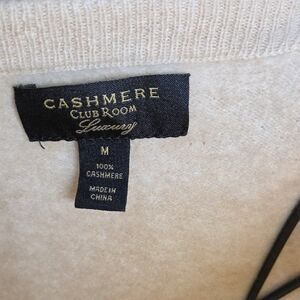 CASHMERE
CLUB ROOM
Luxury
M
100%
CASHMERE
MADE IN
CHINA